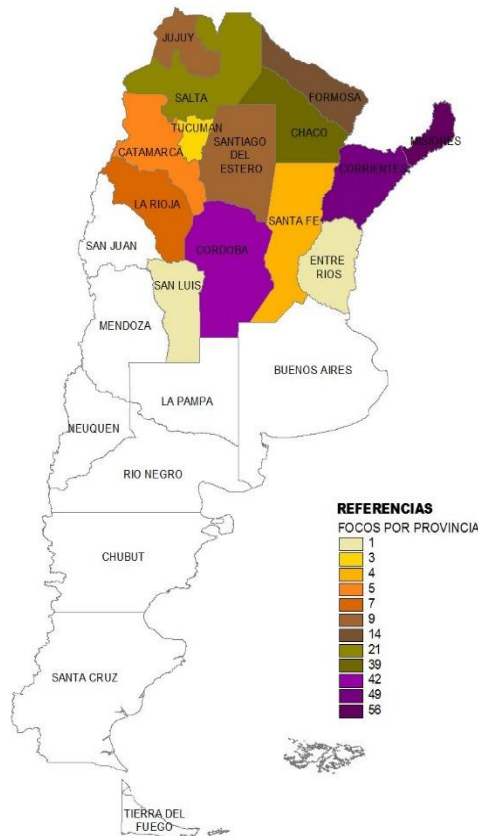 JUJUY
SALTA
FORMOSA
TUCUMAN
CHACO
SANTIAGO
DEL
ESTERO
CATAMARCA
MISIONES
CORRIENTES
LA RIOJA
SANTA FE
SAN JUAN
CORDOBA
ENTRE
RIOS
SAN LUIS
MENDOZA
BUENOS AIRES
LA PAMPA
NEUQUEN
RIO NEGRO
CHUBUT
SANTA CRUZ
TIERRA DEL
FUEGO
REFERENCIAS
FOCOS POR PROVINCIA
1
3
4
5
7
9
14
21
39
42
49
56